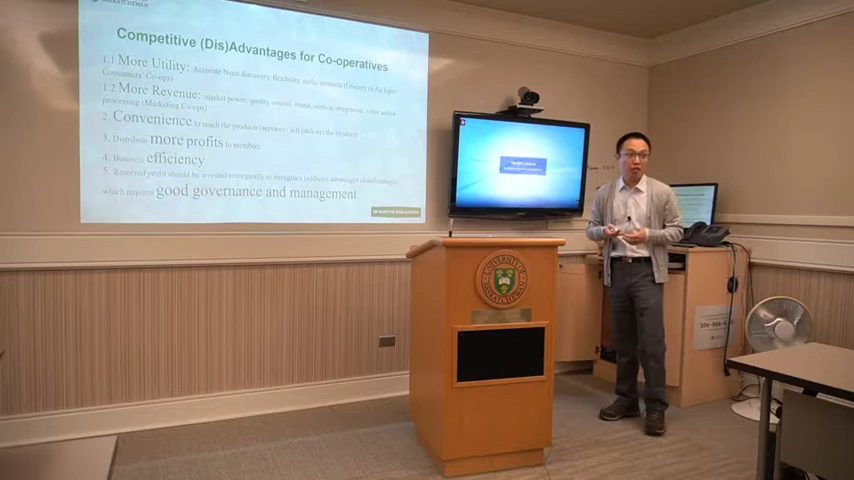 SASKATCHEWAN
Competitive (Dis)Advantages for Co-operatives
1.1 More Utility: Accurate Need discovery, flexibility, niche products (Grocery or Ag Input
Consumers' Co-ops)
1.2 More Revenue: market power, quality control, brand, vertical integration, value added
processing (Marketing Co-ops)
2. Convenience to reach the products (services) / sell (deliver) the products
3. Distribute more profits to members
4. Business efficiency
5. Reserved profit should be invested strategically to strengthen (address) advantages (disadvantages)
which requires good governance and management
UNIVERSITY OF
SASKATCHEWAN